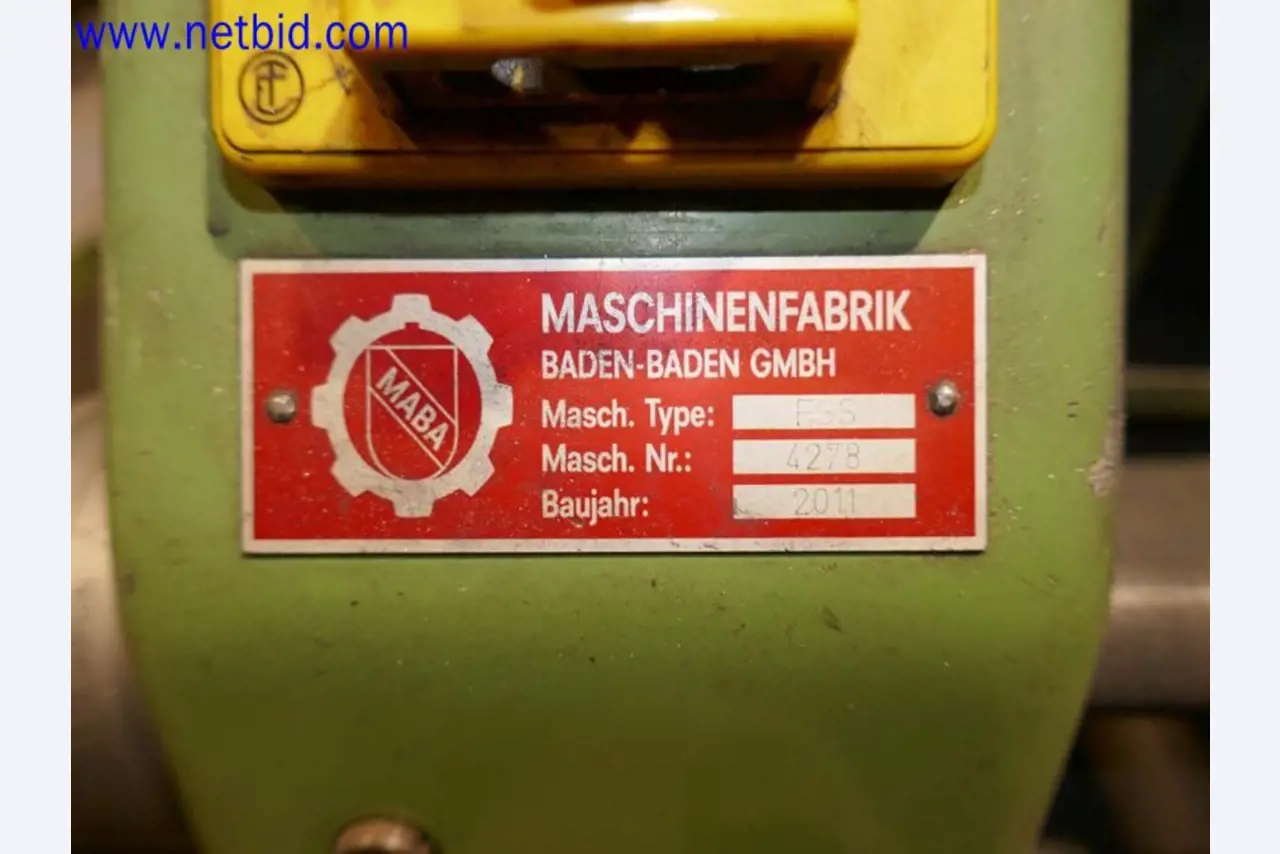 www.netbid.com
MABA
MASCHINENFABRIK
BADEN-BADEN GMBH
Masch. Type: FSS
Masch. Nr.: 4278
Baujahr: 2011